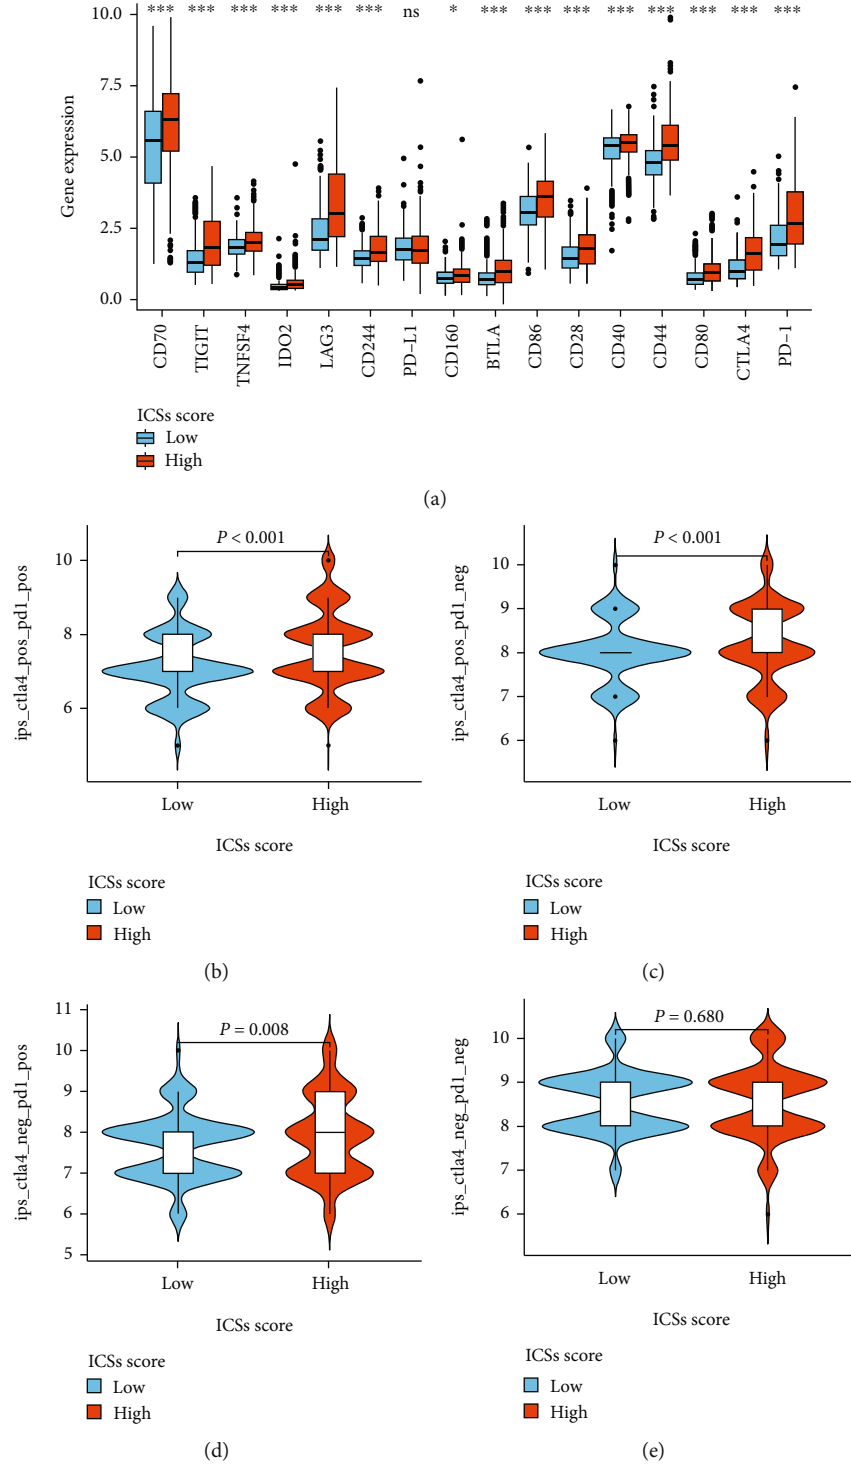 *** *** *** *** *** *** ns * *** *** *** *** *** *** *** ***
10.0
7.5
5.0
2.5
0.0
Gene expression
CD70 TIGIT TNFSF4 IDO2 LAG3 CD244 PD-L1 CD160 BTLA CD86 CD28 CD40 CD44 CD80 CTLA4 PD-1
ICSs score
Low
High
(a)
P < 0.001
10
8
6
ips_ctla4_pos_pd1_pos
Low High
ICSs score
ICSs score
Low
High
(b)
P < 0.001
10
9
8
7
6
ips_ctla4_pos_pd1_neg
Low High
ICSs score
ICSs score
Low
High
(c)
11
P = 0.008
10
9
8
7
6
5
ips_ctla4_neg_pd1_pos
Low High
ICSs score
ICSs score
Low
High
(d)
P = 0.680
10
9
8
7
6
ips_ctla4_neg_pd1_neg
Low High
ICSs score
ICSs score
Low
High
(e)